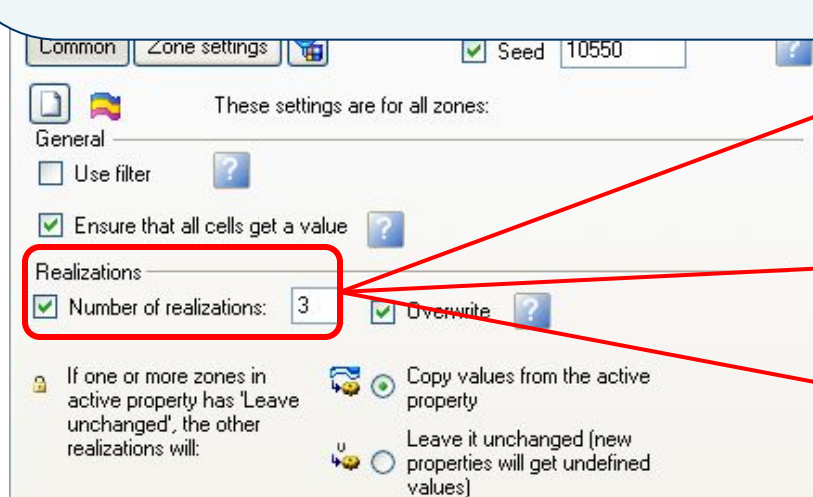 Common Zone settings Seed 10550 ?
These settings are for all zones:
General
Use filter ?
Ensure that all cells get a value ?
Realizations
Number of realizations: 3 Overwrite ?
If one or more zones in
active property has 'Leave
unchanged', the other
realizations will:
Copy values from the active
property
U
Leave it unchanged (new
properties will get undefined
values)